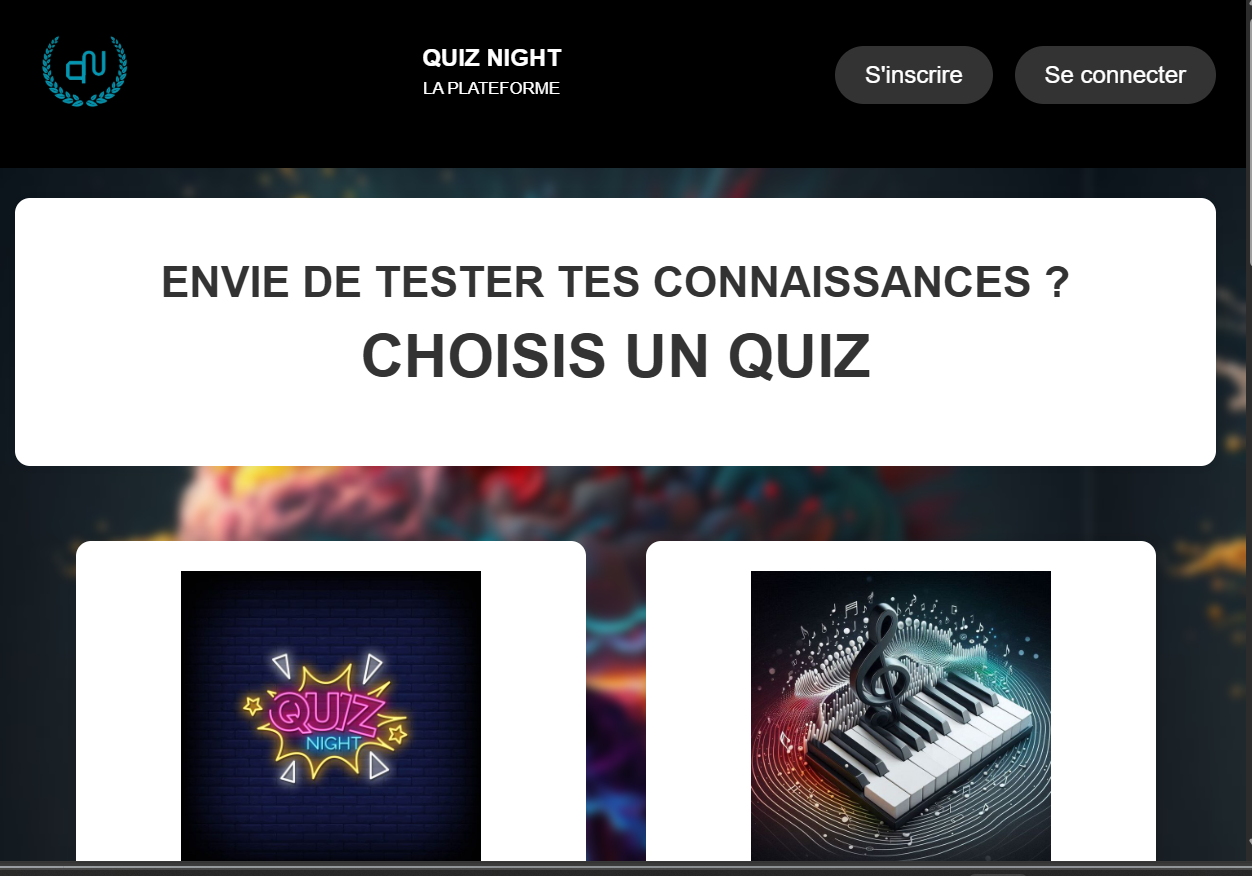 QUIZ NIGHT
LA PLATEFORME
S'inscrire
Se connecter
ENVIE DE TESTER TES CONNAISSANCES ?
CHOISIS UN QUIZ
QUIZ
NIGHT